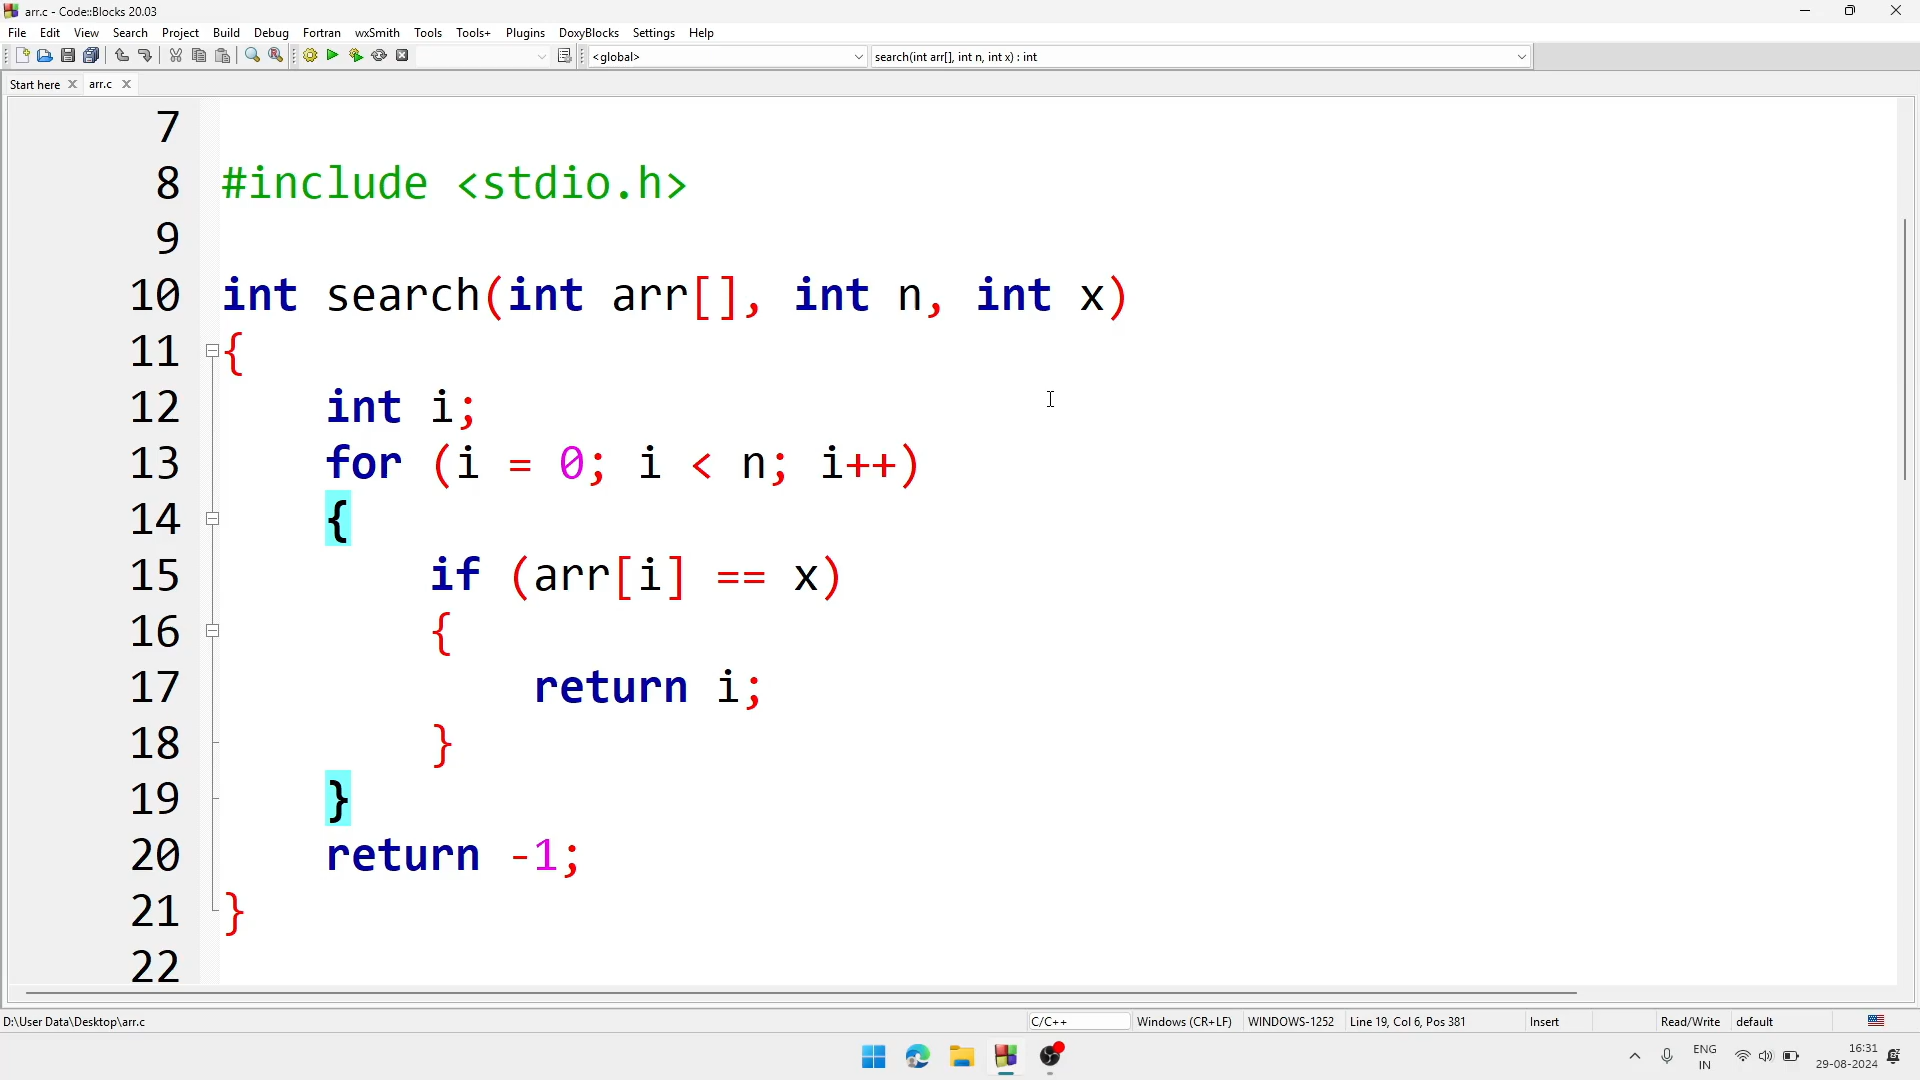 arr.c - Code::Blocks 20.03
File Edit View Search Project Build Debug Fortran wxSmith Tools Tools+ Plugins DoxyBlocks Settings Help
<global> search(int arr[], int n, int x) : int
Start here arr.c
7
8 #include <stdio.h>
9
10 int search(int arr[], int n, int x)
11 {
12 int i;
13 for (i = 0; i < n; i++)
14 {
15 if (arr[i] == x)
16 {
17 return i;
18 }
19 }
20 return -1;
21 }
22
D:\User Data\Desktop\arr.c C/C++ Windows (CR+LF) WINDOWS-1252 Line 19, Col 6, Pos 381 Insert Read/Write default
ENG IN 16:31
29-08-2024